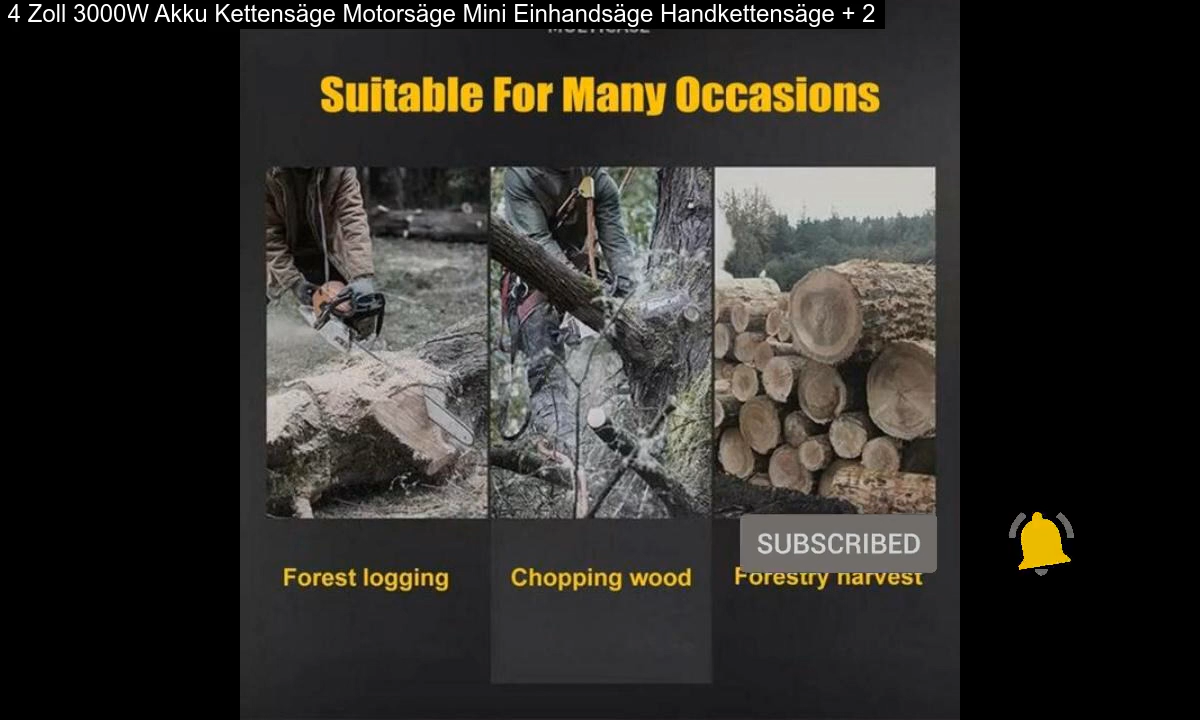 4 Zoll 3000W Akku Kettensäge Motorsäge Mini Einhandsäge Handkettensäge + 2
Suitable For Many Occasions
SUBSCRIBED
Forest logging
Chopping wood
Forestry harvest